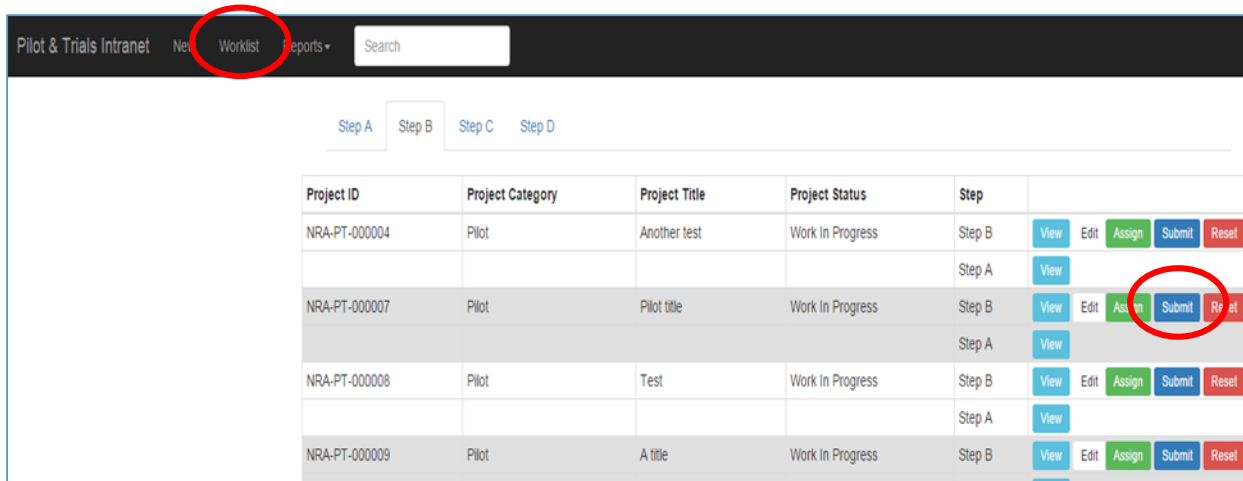 Pilot & Trials Intranet New Worklist Reports Search
Step A Step B Step C Step D
Project ID Project Category Project Title Project Status Step
NRA-PT-000004 Pilot Another test Work In Progress Step B View Edit Assign Submit Reset
Step A View
NRA-PT-000007 Pilot Pilot title Work In Progress Step B View Edit Assign Submit Reset
Step A View
NRA-PT-000008 Pilot Test Work In Progress Step B View Edit Assign Submit Reset
Step A View
NRA-PT-000009 Pilot A title Work In Progress Step B View Edit Assign Submit Reset